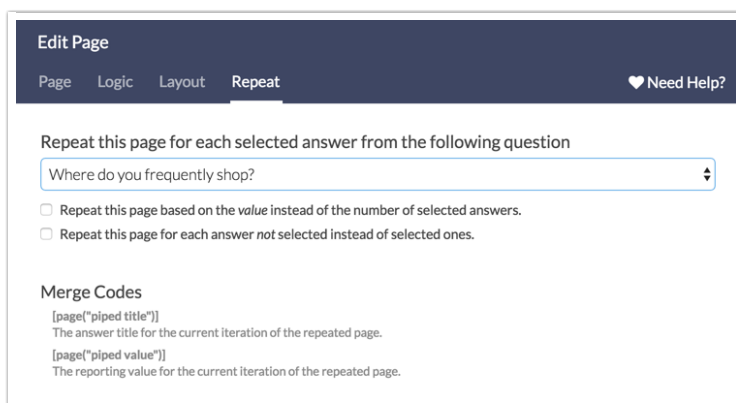 Edit Page
Page Logic Layout Repeat Need Help?
Repeat this page for each selected answer from the following question
Where do you frequently shop?
Repeat this page based on the value instead of the number of selected answers.
Repeat this page for each answer not selected instead of selected ones.
Merge Codes
[page("piped title")]
The answer title for the current iteration of the repeated page.
[page("piped value")]
The reporting value for the current iteration of the repeated page.